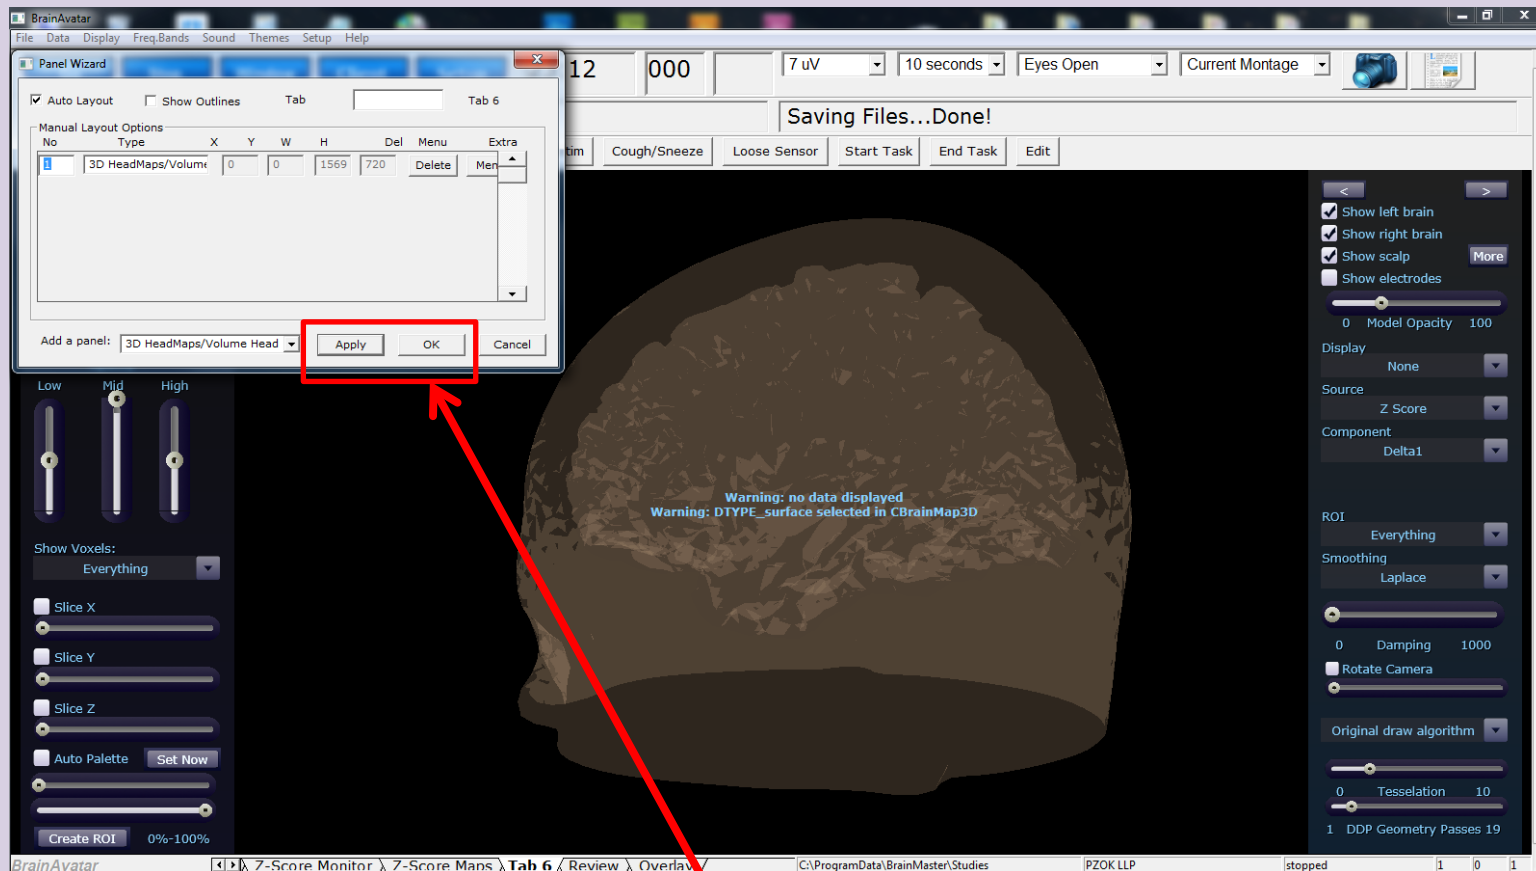 BrainAvatar
File Data Display Freq.Bands Sound Themes Setup Help
Panel Wizard
Auto Layout Show Outlines Tab Tab 6
Manual Layout Options
No Type X Y W H Del Menu Extra
1 3D HeadMaps/Volume 0 0 1569 720 Delete Men
Add a panel: 3D HeadMaps/Volume Head Apply OK Cancel
12 000 7 uV 10 seconds Eyes Open Current Montage
Saving Files...Done!
tim Cough/Sneeze Loose Sensor Start Task End Task Edit
Low Mid High
Show Voxels:
Everything
Slice X
Slice Y
Slice Z
Auto Palette Set Now
Create ROI 0%-100%
Warning: no data displayed
Warning: DTYPE_surface selected in CBrainMap3D
< >
Show left brain
Show right brain
Show scalp More
Show electrodes
0 Model Opacity 100
Display
None
Source
Z Score
Component
Delta1
ROI
Everything
Smoothing
Laplace
0 Damping 1000
Rotate Camera
Original draw algorithm
0 Tesselation 10
1 DDP Geometry Passes 19
BrainAvatar Z-Score Monitor Z-Score Maps Tab 6 Review Overlay C:\ProgramData\BrainMaster\Studies PZOK LLP stopped 1 0 1